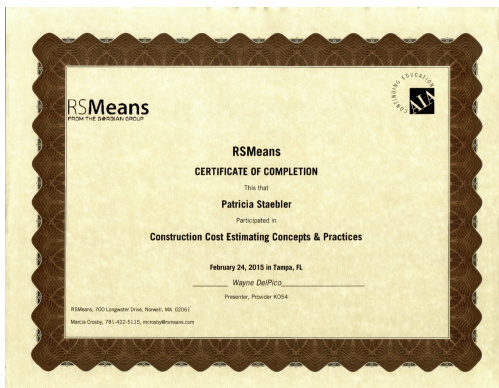 RSMeans
FROM THE GORDIAN GROUP
CONTINUING EDUCATION
AIA
RSMeans
CERTIFICATE OF COMPLETION
This that
Patricia Staebler
Participated in
Construction Cost Estimating Concepts & Practices
February 24, 2015 in Tampa, FL
Wayne DelPico
Presenter, Provider K054
RSMeans, 700 Longwater Drive, Norwell, MA 02061
Marcia Crosby, 781-422-5115, mcrosby@rsmeans.com